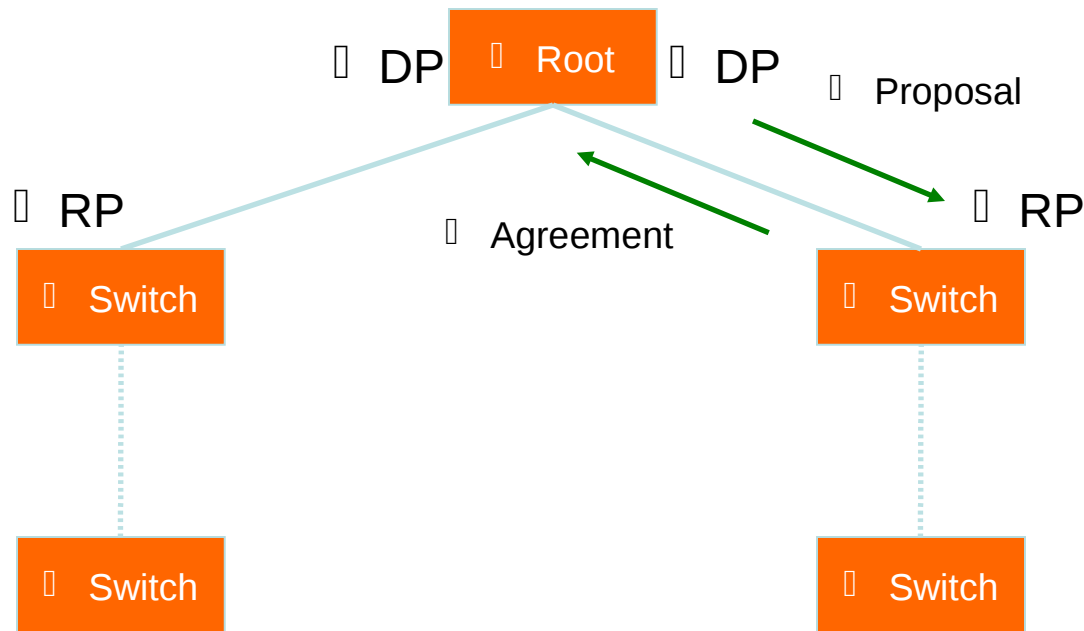 DP
Root
DP
Proposal
RP
Agreement
RP
Switch
Switch
Switch
Switch